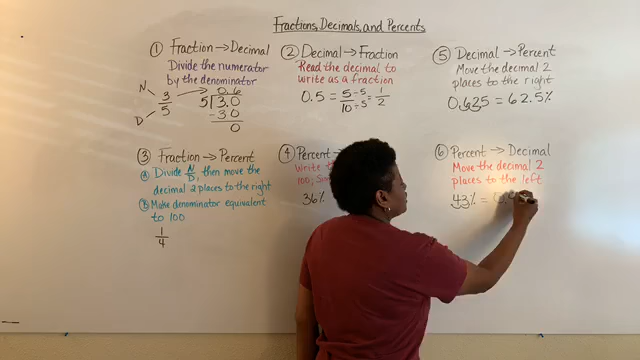 Fractions, Decimals, and Percents
① Fraction → Decimal
Divide the numerator
by the denominator
N 3
D 5
0.6
5 3.0
-30
0
② Decimal → Fraction
Read the decimal to
write as a fraction
0.5 = 5 ÷5 = 1
10 ÷5 2
③ Fraction → Percent
ⓐ Divide N/D, then move the
decimal 2 places to the right
ⓑ Make denominator equivalent
to 100
1
4
④ Percent
Write
100,
36%
⑤ Decimal → Percent
Move the decimal 2
places to the right
0.625 = 62.5%
⑥ Percent → Decimal
Move the decimal 2
places to the left
43% =